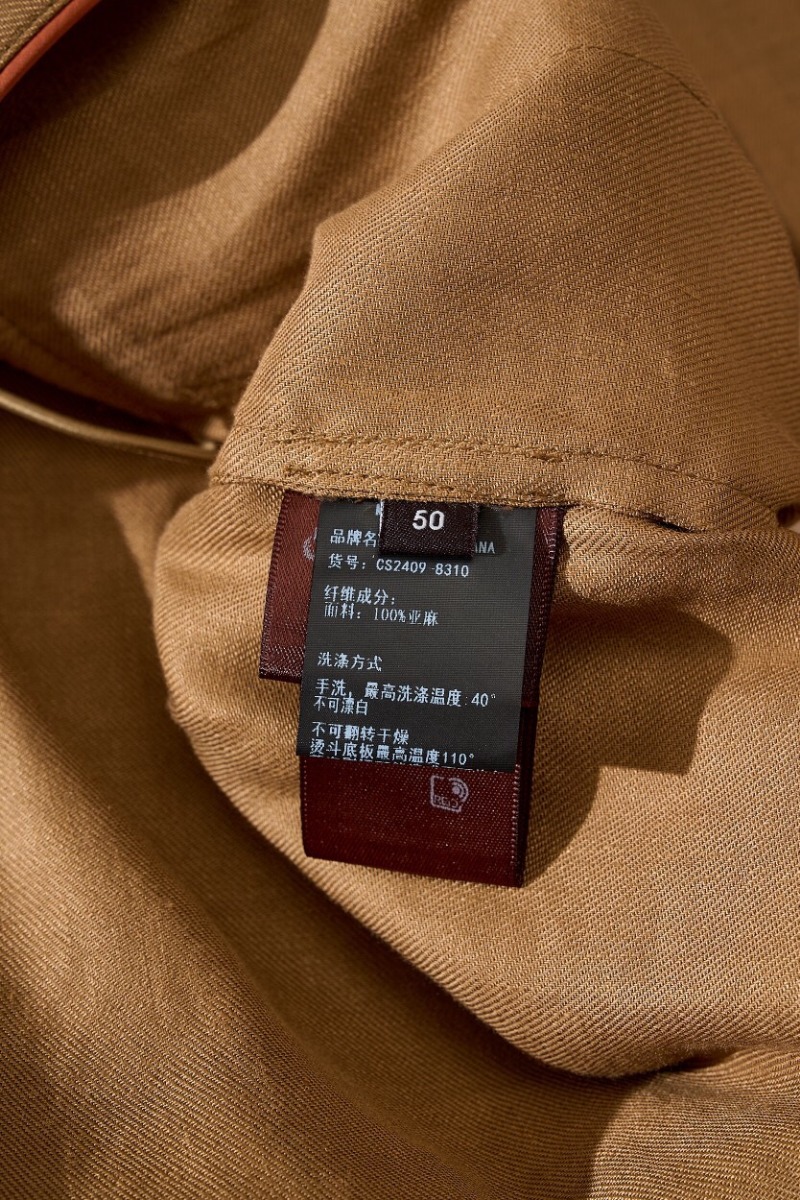 50
品牌名
ANA
货号: CS2409 8310
纤维成分:
面料: 100%亚麻
洗涤方式
手洗, 最高洗涤温度 40°
不可漂白
不可翻转干燥
熨斗底板最高温度110°